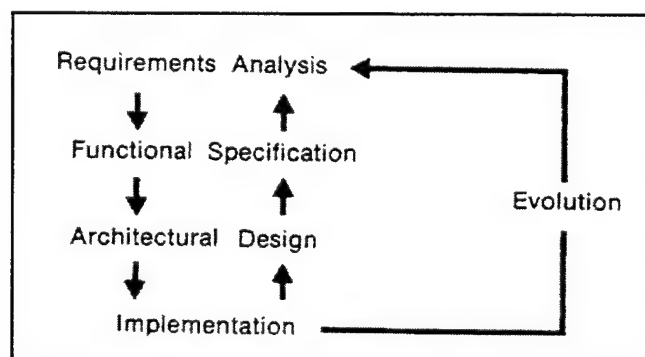 Requirements Analysis
Functional Specification
Evolution
Architectural Design
Implementation